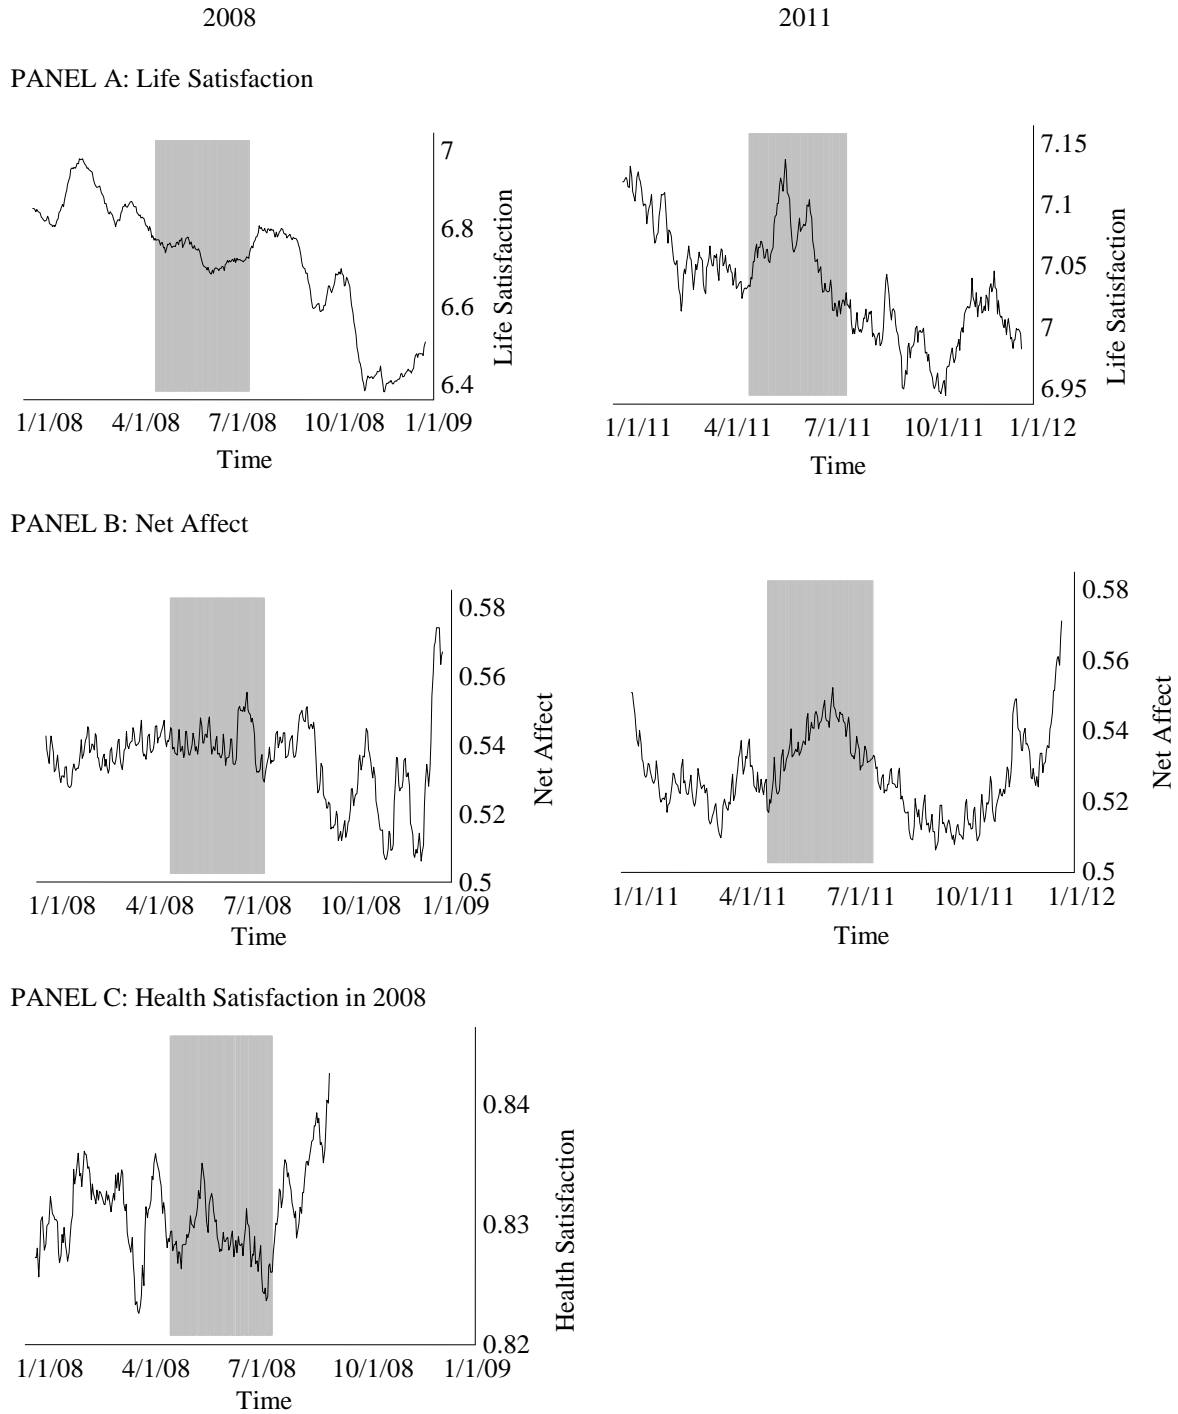 2008 2011
PANEL A: Life Satisfaction
7
6.8
6.6
6.4
Life Satisfaction
1/1/08 4/1/08 7/1/08 10/1/08 1/1/09
Time
7.15
7.1
7.05
7
6.95
Life Satisfaction
1/1/11 4/1/11 7/1/11 10/1/11 1/1/12
Time
PANEL B: Net Affect
0.58
0.56
0.54
0.52
0.5
Net Affect
1/1/08 4/1/08 7/1/08 10/1/08 1/1/09
Time
0.58
0.56
0.54
0.52
0.5
Net Affect
1/1/11 4/1/11 7/1/11 10/1/11 1/1/12
Time
PANEL C: Health Satisfaction in 2008
0.84
0.83
0.82
Health Satisfaction
1/1/08 4/1/08 7/1/08 10/1/08 1/1/09
Time